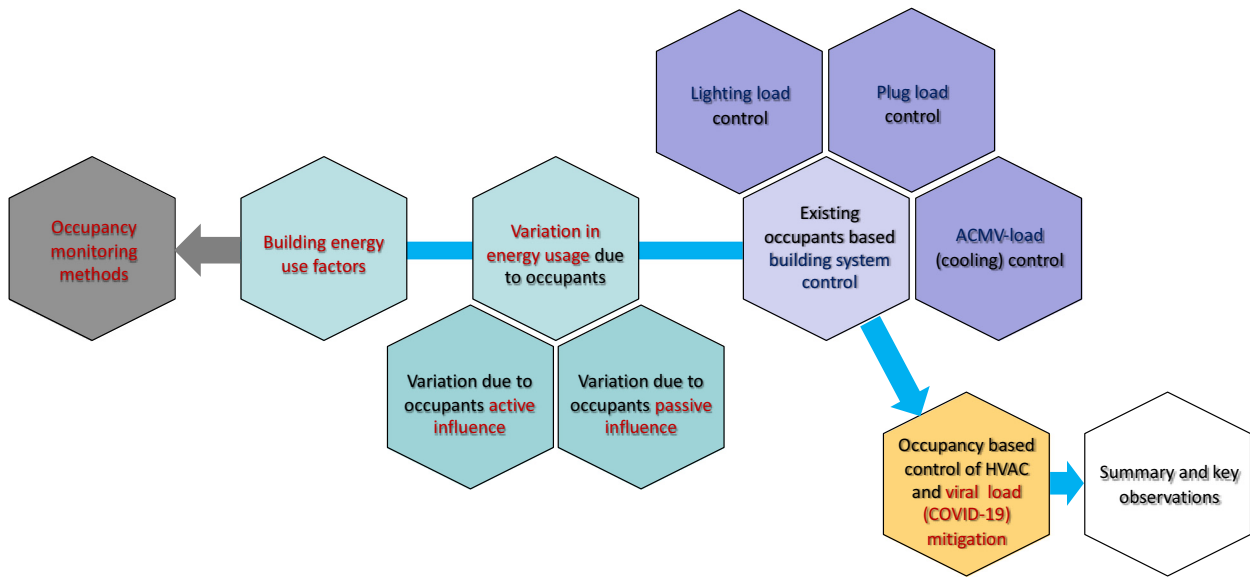 Lighting load
control
Plug load
control
Occupancy
monitoring
methods
Building energy
use factors
Variation in
energy usage due
to occupants
Existing
occupants based
building system
control
ACMV-load
(cooling) control
Variation due to
occupants active
influence
Variation due to
occupants passive
influence
Occupancy based
control of HVAC
and viral load
(COVID-19)
mitigation
Summary and key
observations